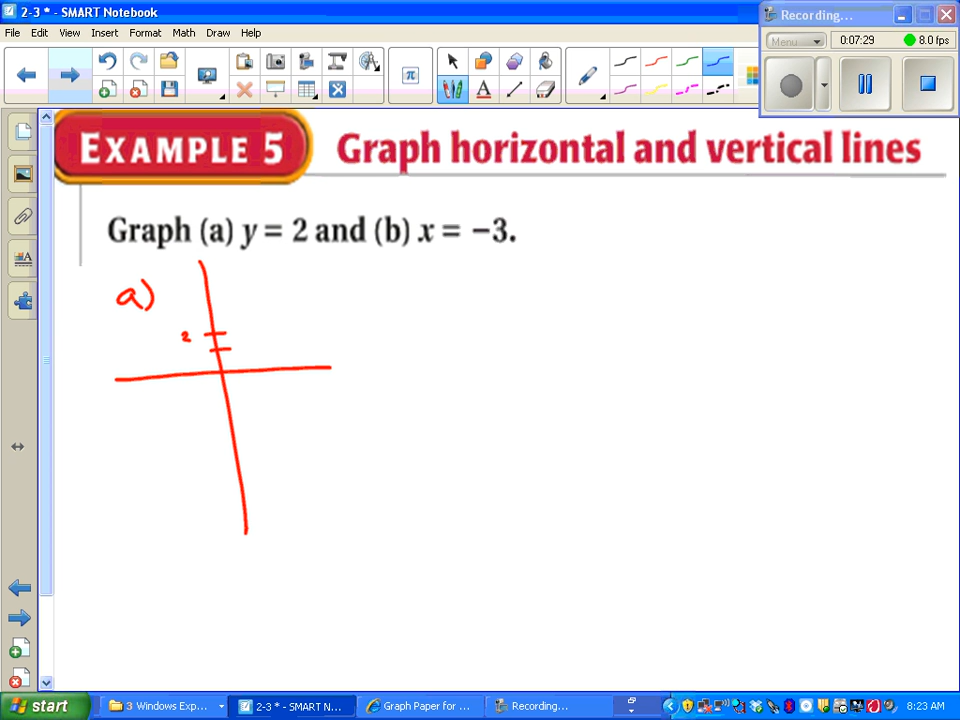 2-3 * - SMART Notebook
Recording...
File Edit View Insert Format Math Draw Help
Menu
00:07:29
8.0 fps
π
A
EXAMPLE 5 Graph horizontal and vertical lines
Graph (a) y = 2 and (b) x = −3.
a)
2
start
3 Windows Exp...
2-3 * - SMART N...
Graph Paper for ...
Recording...
8:23 AM